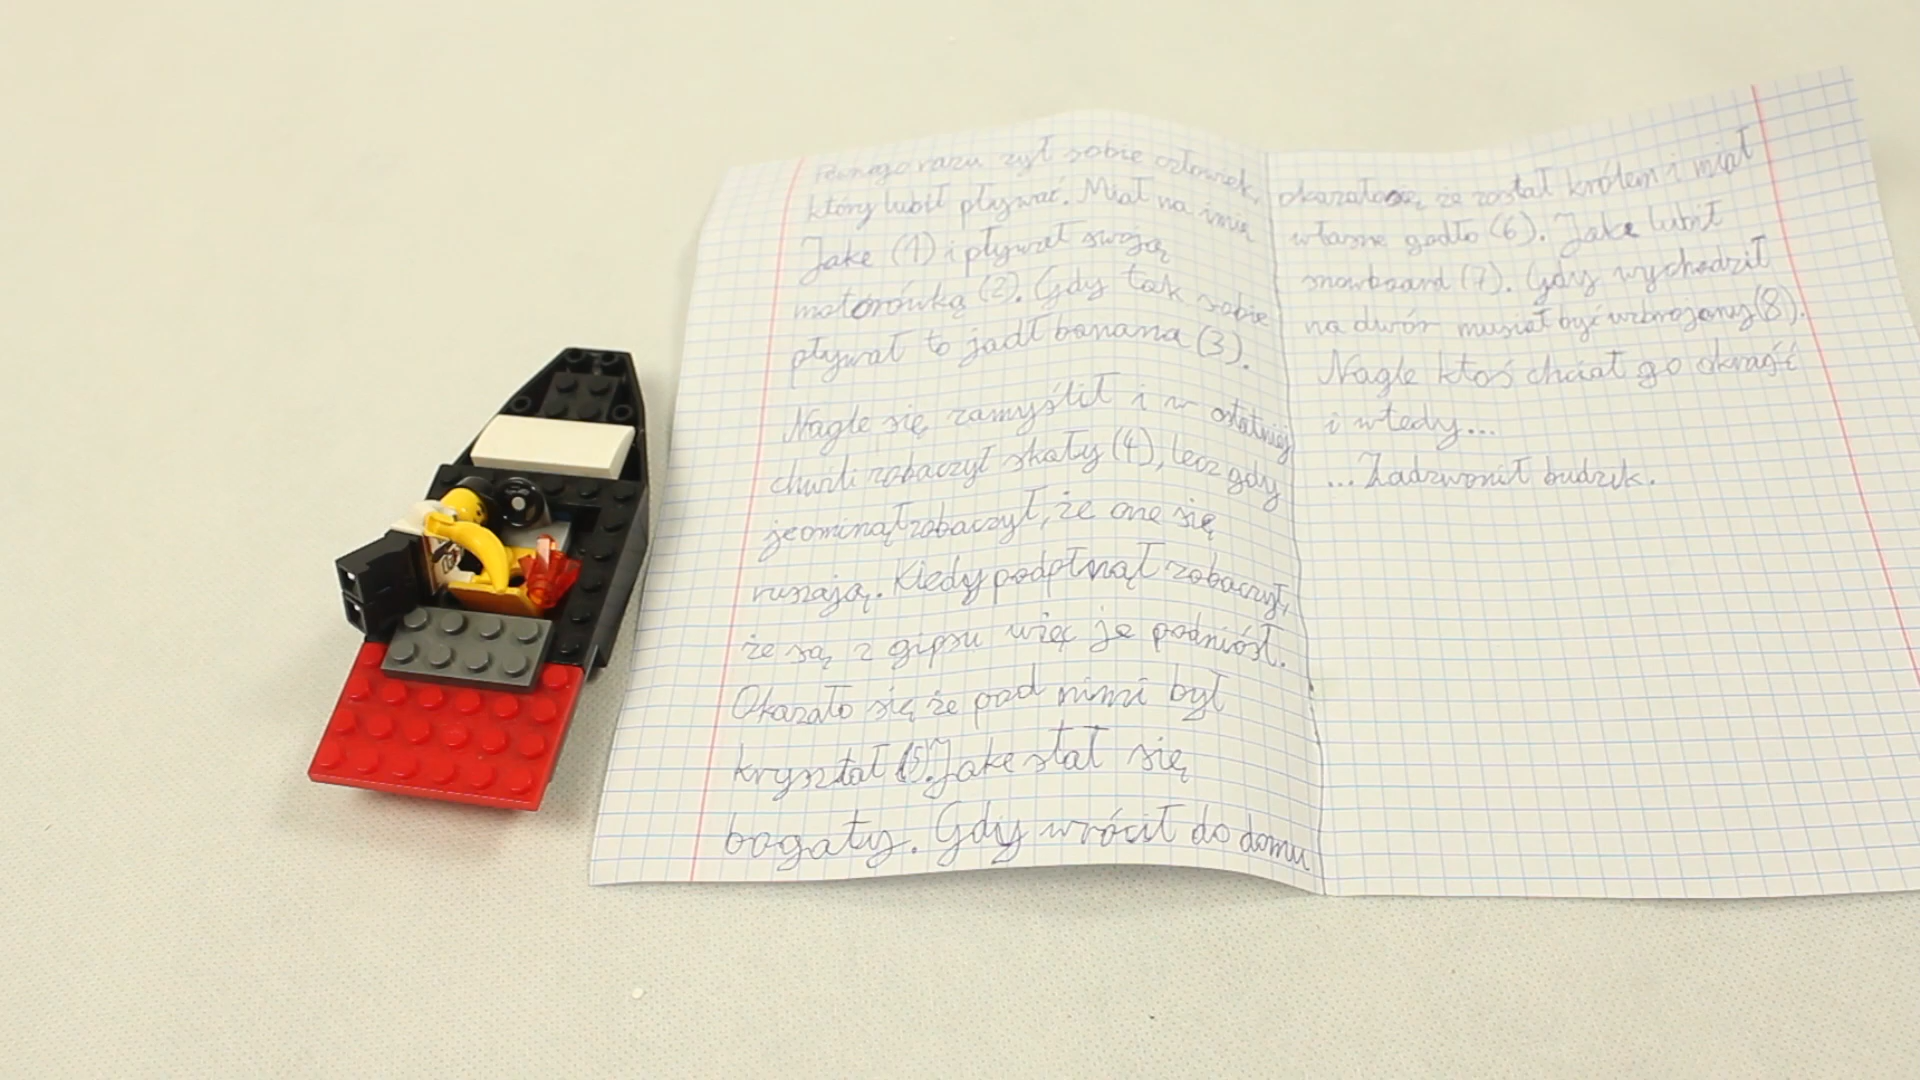 Pewnego razu żył sobie człowiek,
który lubił pływać. Miał na imię
Jake (1) i pływał swoją
motorówką (2). Gdy tak sobie
pływał to jadł banana (3).
Nagle się zamyślił i w ostatniej
chwili zobaczył skały (4), lecz gdy
je ominął zobaczył, że one się
ruszają. Kiedy podpłynął zobaczył,
że są z gipsu więc je podniósł.
Okazało się że pod nimi był
kryształ (5). Jake stał się
bogaty. Gdy wrócił do domu
okazało się, że został królem i miał
własne godło (6). Jake lubił
snowboard (7). Gdy wychodził
na dwór musiał być uzbrojony (8).
Nagle ktoś chciał go okraść
i wtedy...
... Zadzwonił budzik.